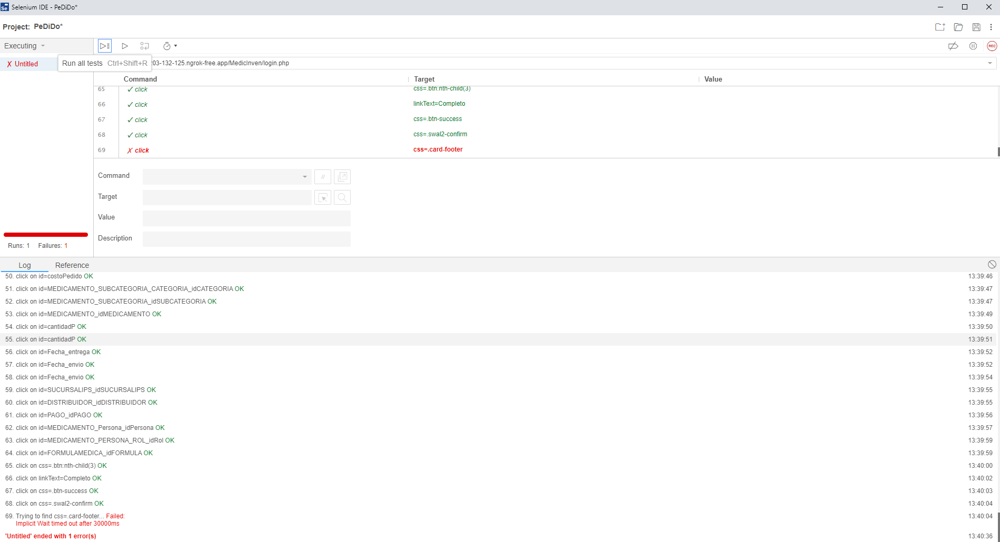 Selenium IDE - PeDiDo*
Project: PeDiDo*
Executing
Untitled
Run all tests Ctrl+Shift+R
203-132-125.ngrok-free.app/MedicInven/login.php
REC
Command Target Value
65 ✓ click css=.btn:nth-child(3)
66 ✓ click linkText=Completo
67 ✓ click css=.btn-success
68 ✓ click css=.swal2-confirm
69 ✗ click css=.card-footer
Command //
Target
Value
Description
Runs: 1 Failures: 1
Log Reference
50. click on id=costoPedido OK 13:39:46
51. click on id=MEDICAMENTO_SUBCATEGORIA_CATEGORIA_idCATEGORIA OK 13:39:47
52. click on id=MEDICAMENTO_SUBCATEGORIA_idSUBCATEGORIA OK 13:39:47
53. click on id=MEDICAMENTO_idMEDICAMENTO OK 13:39:49
54. click on id=cantidadP OK 13:39:50
55. click on id=cantidadP OK 13:39:51
56. click on id=Fecha_entrega OK 13:39:52
57. click on id=Fecha_envio OK 13:39:52
58. click on id=Fecha_envio OK 13:39:54
59. click on id=SUCURSALIPS_idSUCURSALIPS OK 13:39:55
60. click on id=DISTRIBUIDOR_idDISTRIBUIDOR OK 13:39:55
61. click on id=PAGO_idPAGO OK 13:39:56
62. click on id=MEDICAMENTO_Persona_idPersona OK 13:39:57
63. click on id=MEDICAMENTO_PERSONA_ROL_idRol OK 13:39:59
64. click on id=FORMULAMEDICA_idFORMULA OK 13:39:59
65. click on css=.btn:nth-child(3) OK 13:40:00
66. click on linkText=Completo OK 13:40:02
67. click on css=.btn-success OK 13:40:03
68. click on css=.swal2-confirm OK 13:40:04
69. Trying to find css=.card-footer... Failed: 13:40:04
Implicit Wait timed out after 30000ms
'Untitled' ended with 1 error(s) 13:40:36